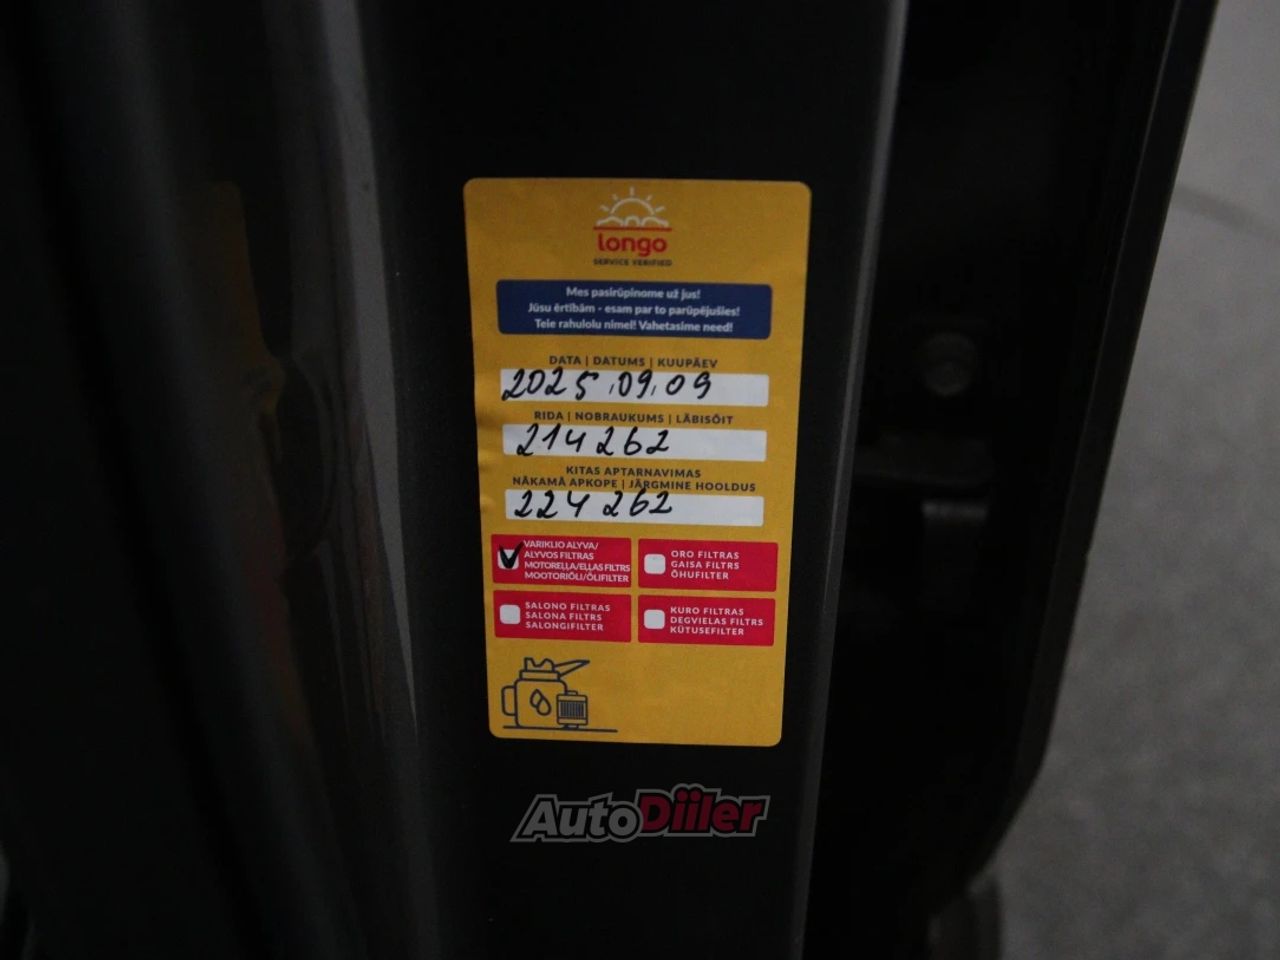 longo
SERVICE VERIFIED
Mes pasirūpinome už jus!
Jūsu ērtībām - esam par to parūpējušies!
Teie rahulolu nimel! Vahetasime need!
DATA | DATUMS | KUUPÄEV
2025.09.09
RIDA | NOBRAUKUMS | LÄBISÕIT
214262
KITAS APTARNAVIMAS
NĀKAMĀ APKOPE | JÄRGMINE HOOLDUS
224262
VARIKLIO ALYVA/
ALYVOS FILTRAS
MOTOREĻĻA/EĻĻAS FILTRS
MOOTORIÕLI/ÕLIFILTER
ORO FILTRAS
GAISA FILTRS
ÕHUFILTER
SALONO FILTRAS
SALONA FILTRS
SALONGIFILTER
KURO FILTRAS
DEGVIELAS FILTRS
KÜTUSEFILTER
AutoDiiler